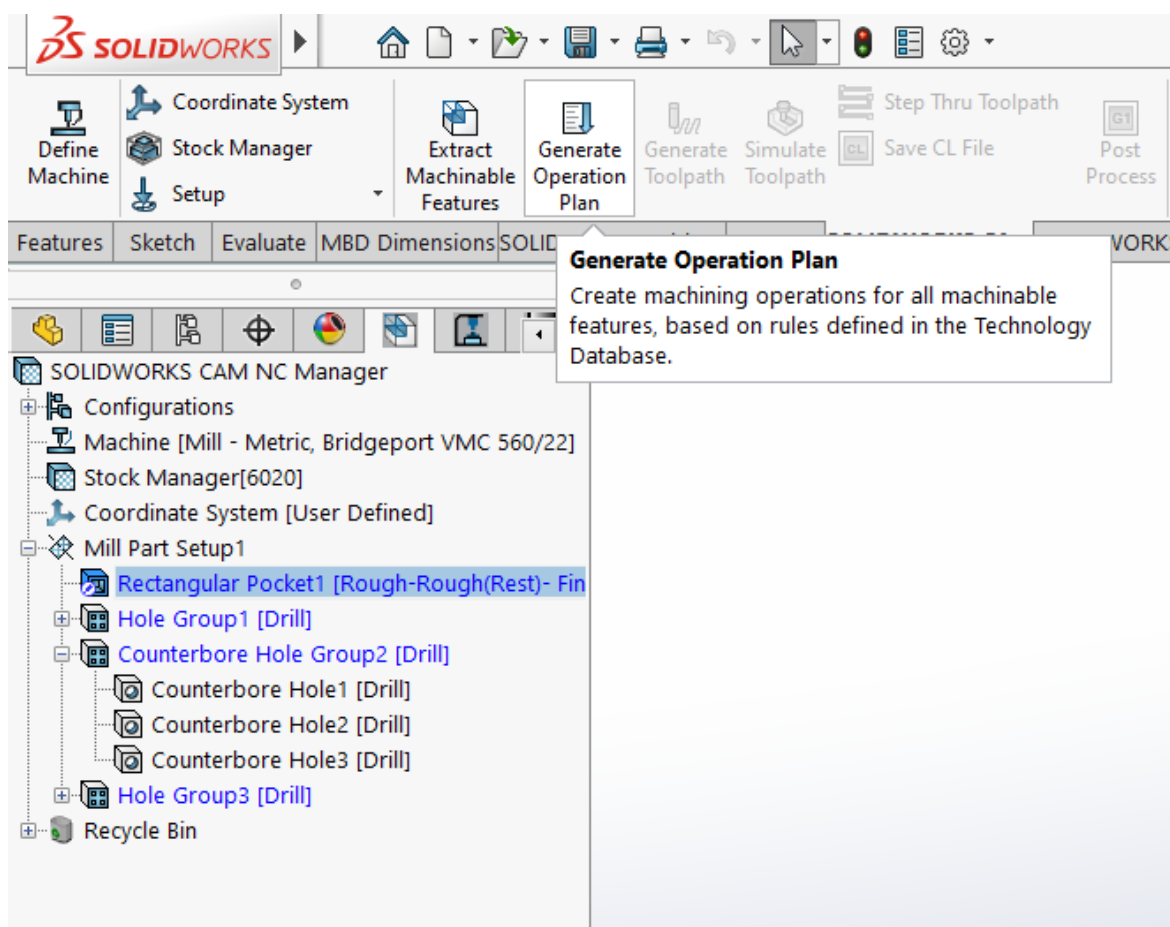 SOLIDWORKS
Define
Machine
Coordinate System
Stock Manager
Setup
Extract
Machinable
Features
Generate
Operation
Plan
Generate
Toolpath
Simulate
Toolpath
Step Thru Toolpath
CL Save CL File
G1
Post
Process
Features Sketch Evaluate MBD Dimensions SOLID WORK
Generate Operation Plan
Create machining operations for all machinable
features, based on rules defined in the Technology
Database.
SOLIDWORKS CAM NC Manager
Configurations
Machine [Mill - Metric, Bridgeport VMC 560/22]
Stock Manager[6020]
Coordinate System [User Defined]
Mill Part Setup1
Rectangular Pocket1 [Rough-Rough(Rest)- Fin
Hole Group1 [Drill]
Counterbore Hole Group2 [Drill]
Counterbore Hole1 [Drill]
Counterbore Hole2 [Drill]
Counterbore Hole3 [Drill]
Hole Group3 [Drill]
Recycle Bin